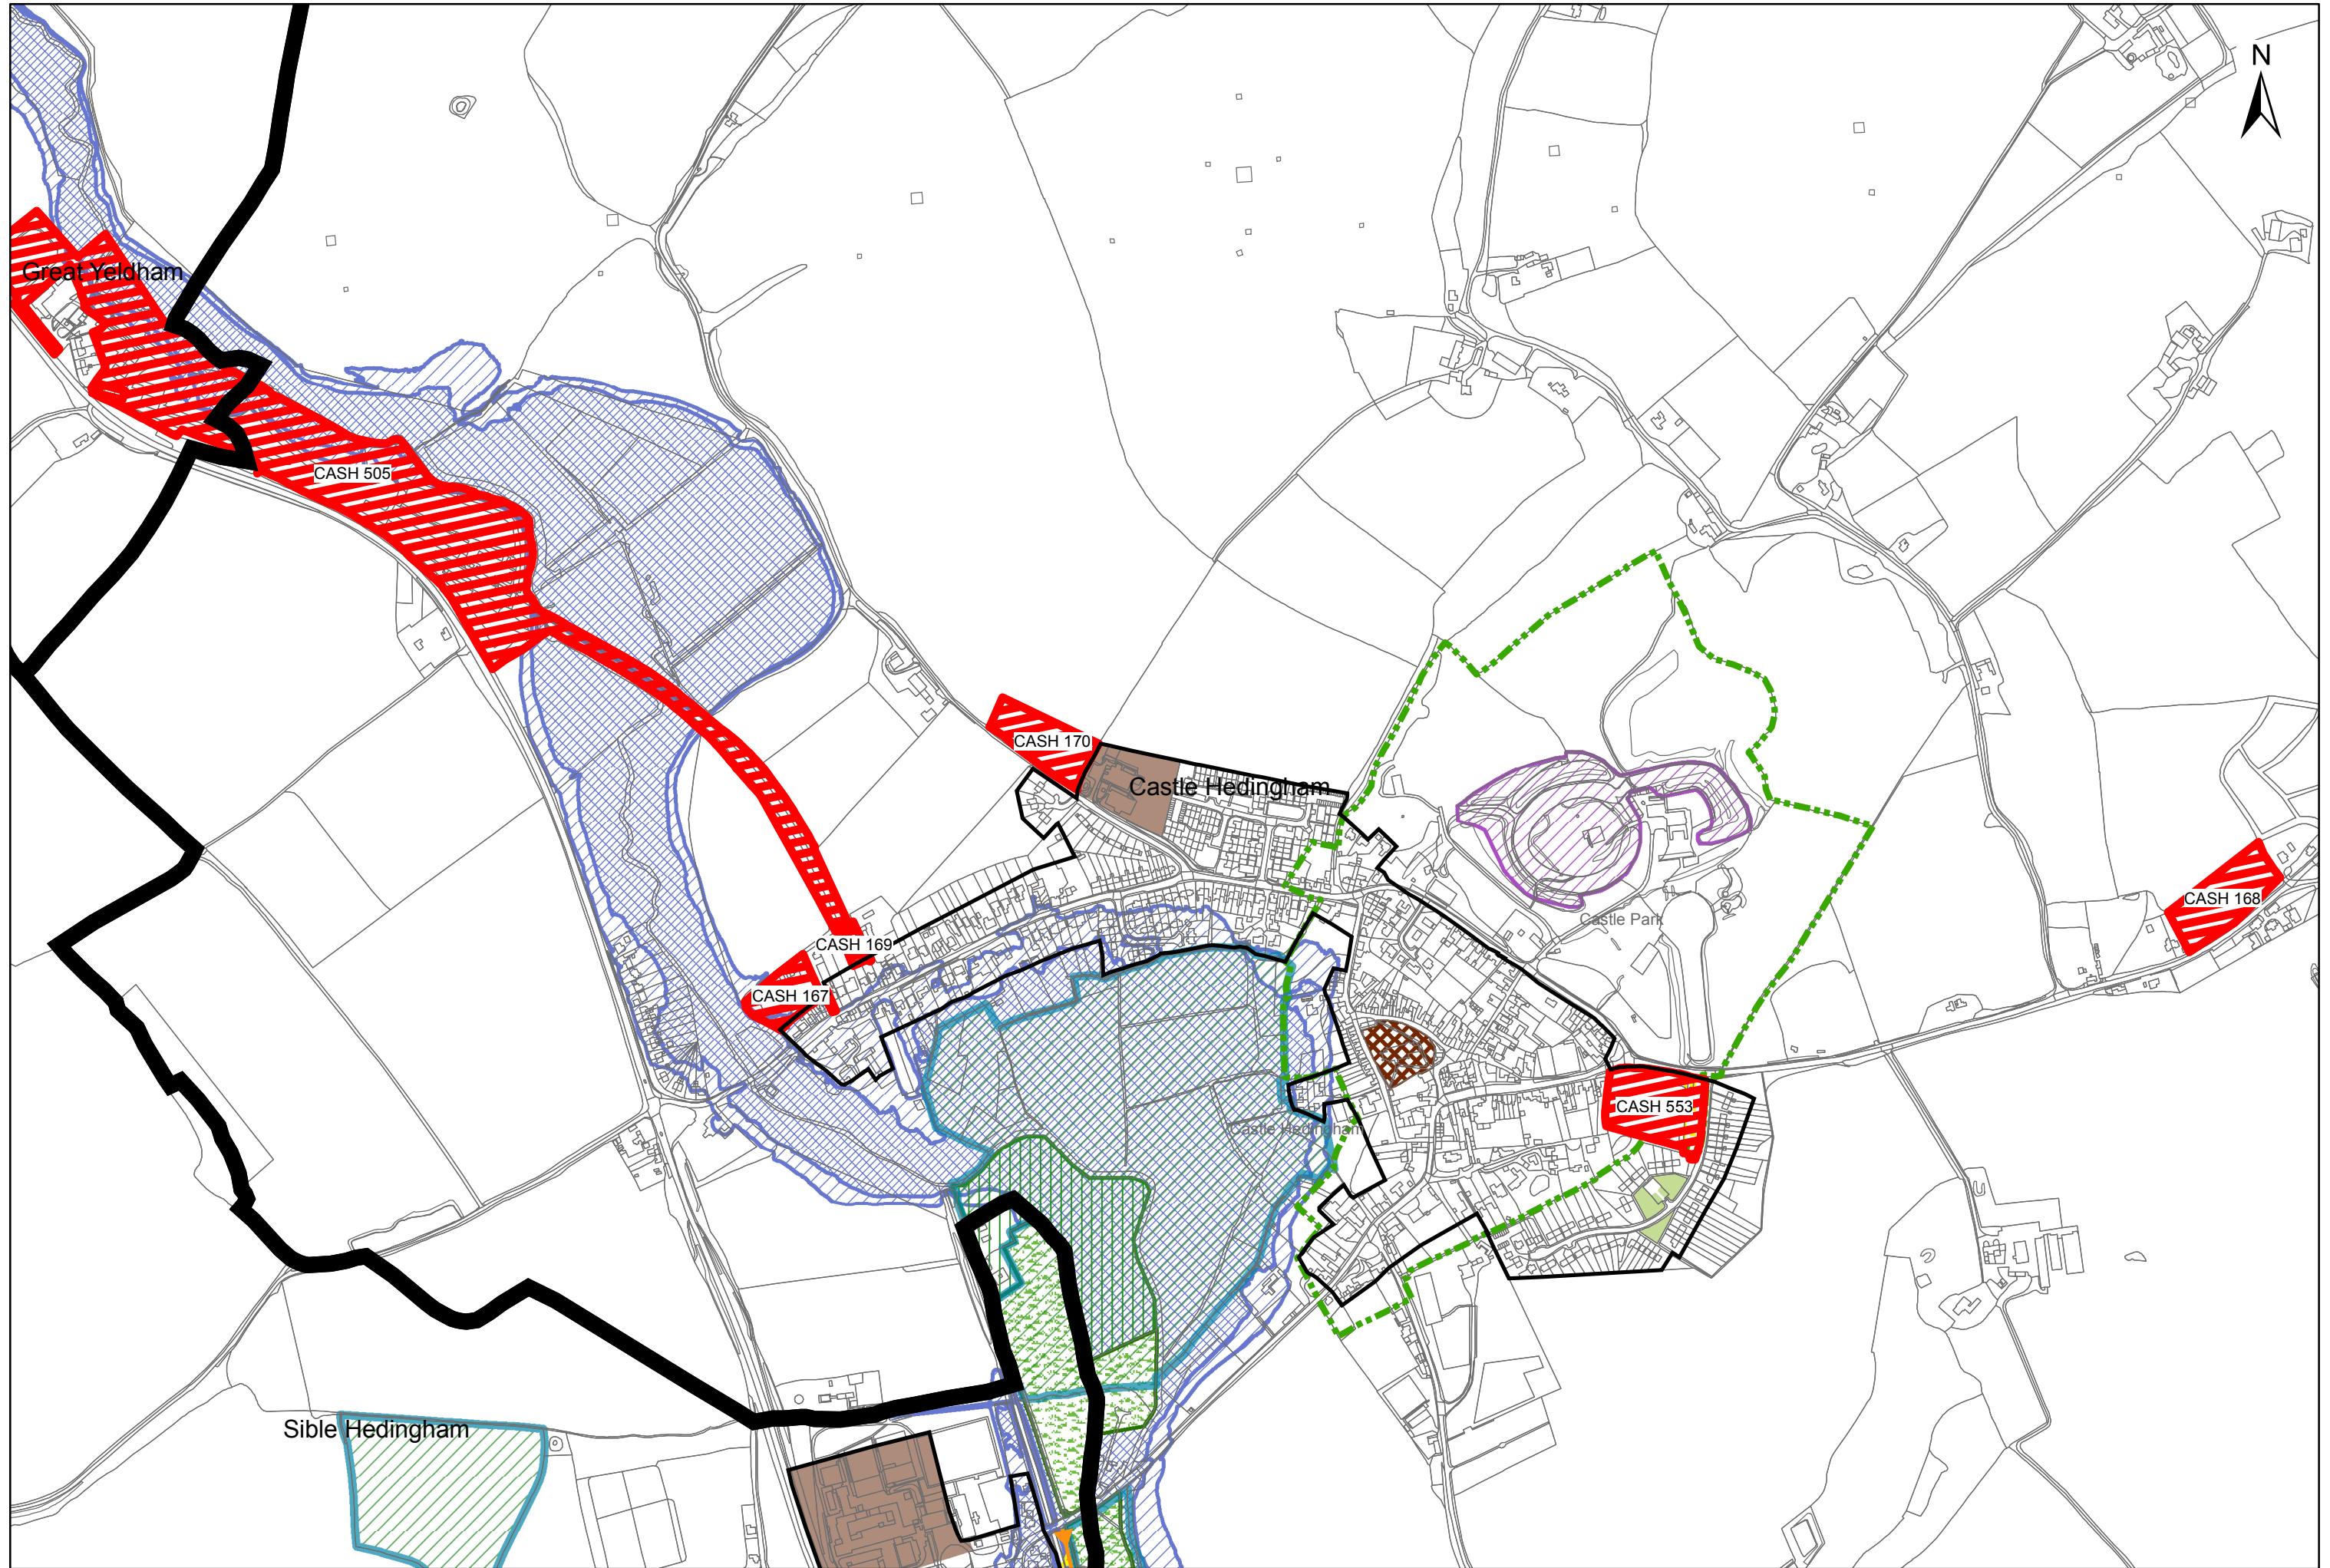 N
Great Yeldham
CASH 505
CASH 170
Castle Hedingham
CASH 168
Castle Park
CASH 169
CASH 167
CASH 553
Castle Hedingham
Sible Hedingham